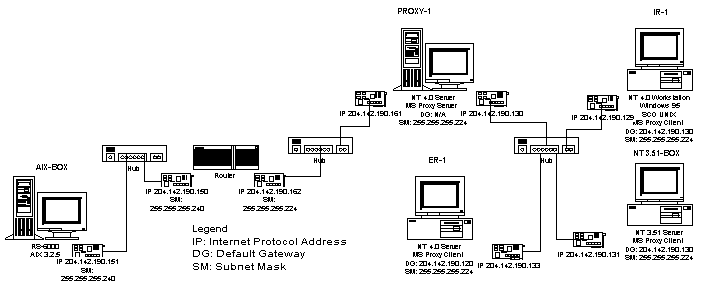 PROXY-1
IR-1
IP 204.142.190.161
NT 4.0 Server
MS Proxy Server
DG: N/A
SM: 255.255.255.224
IP 204.142.190.130
IP 204.142.190.129
NT 4.0 Workstation
Windows 95
SCO UNIX
MS Proxy Client
DG: 204.142.190.130
SM: 255.255.255.224
Hub
Router
Hub
Hub
AIX-BOX
IP 204.142.190.150
SM:
255.255.255.240
IP 204.142.190.162
SM:
255.255.255.224
ER-1
NT3.51-BOX
RS-6000
AIX 3.2.5
IP 204.142.190.151
SM:
255.255.255.240
Legend
IP: Internet Protocol Address
DG: Default Gateway
SM: Subnet Mask
NT 4.0 Server
MS Proxy Client
DG: 204.142.190.120
SM: 255.255.255.224
IP 204.142.190.133
IP 204.142.190.131
NT 3.51 Server
MS Proxy Client
DG: 204.142.190.130
SM: 255.255.255.224